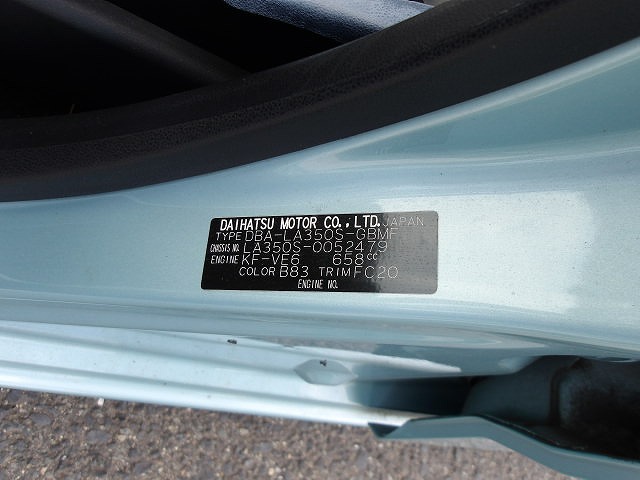 DAIHATSU MOTOR CO.,LTD.JAPAN
TYPE DBA-LA350S-GBMF
CHASSIS NO. LA350S-0052479
ENGINE KF-VE6 658cc
COLOR B83 TRIM FC20
ENGINE NO.